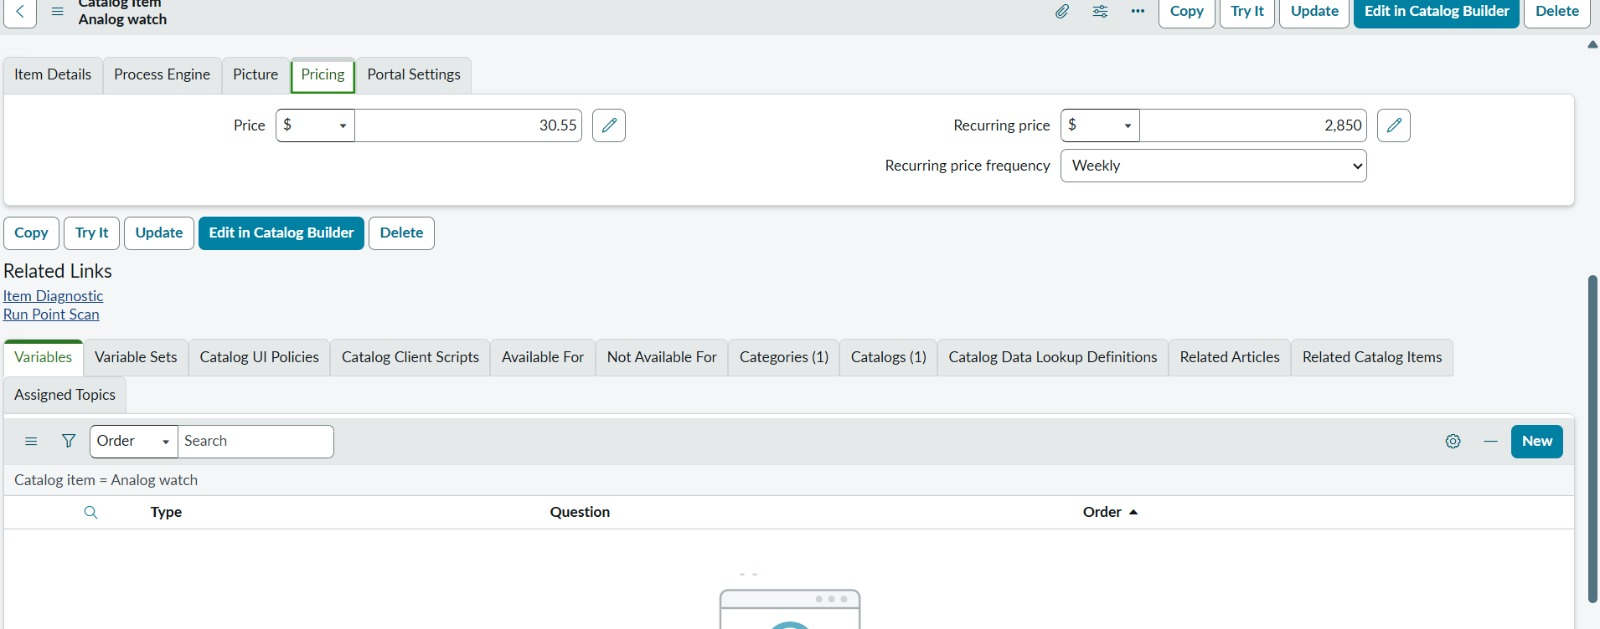 Catalog Item
Analog watch
Copy Try It Update Edit in Catalog Builder Delete
Item Details Process Engine Picture Pricing Portal Settings
Price $ 30.55 Recurring price $ 2,850
Recurring price frequency Weekly
Copy Try It Update Edit in Catalog Builder Delete
Related Links
Item Diagnostic
Run Point Scan
Variables Variable Sets Catalog UI Policies Catalog Client Scripts Available For Not Available For Categories (1) Catalogs (1) Catalog Data Lookup Definitions Related Articles Related Catalog Items
Assigned Topics
Order Search New
Catalog item = Analog watch
Type Question Order